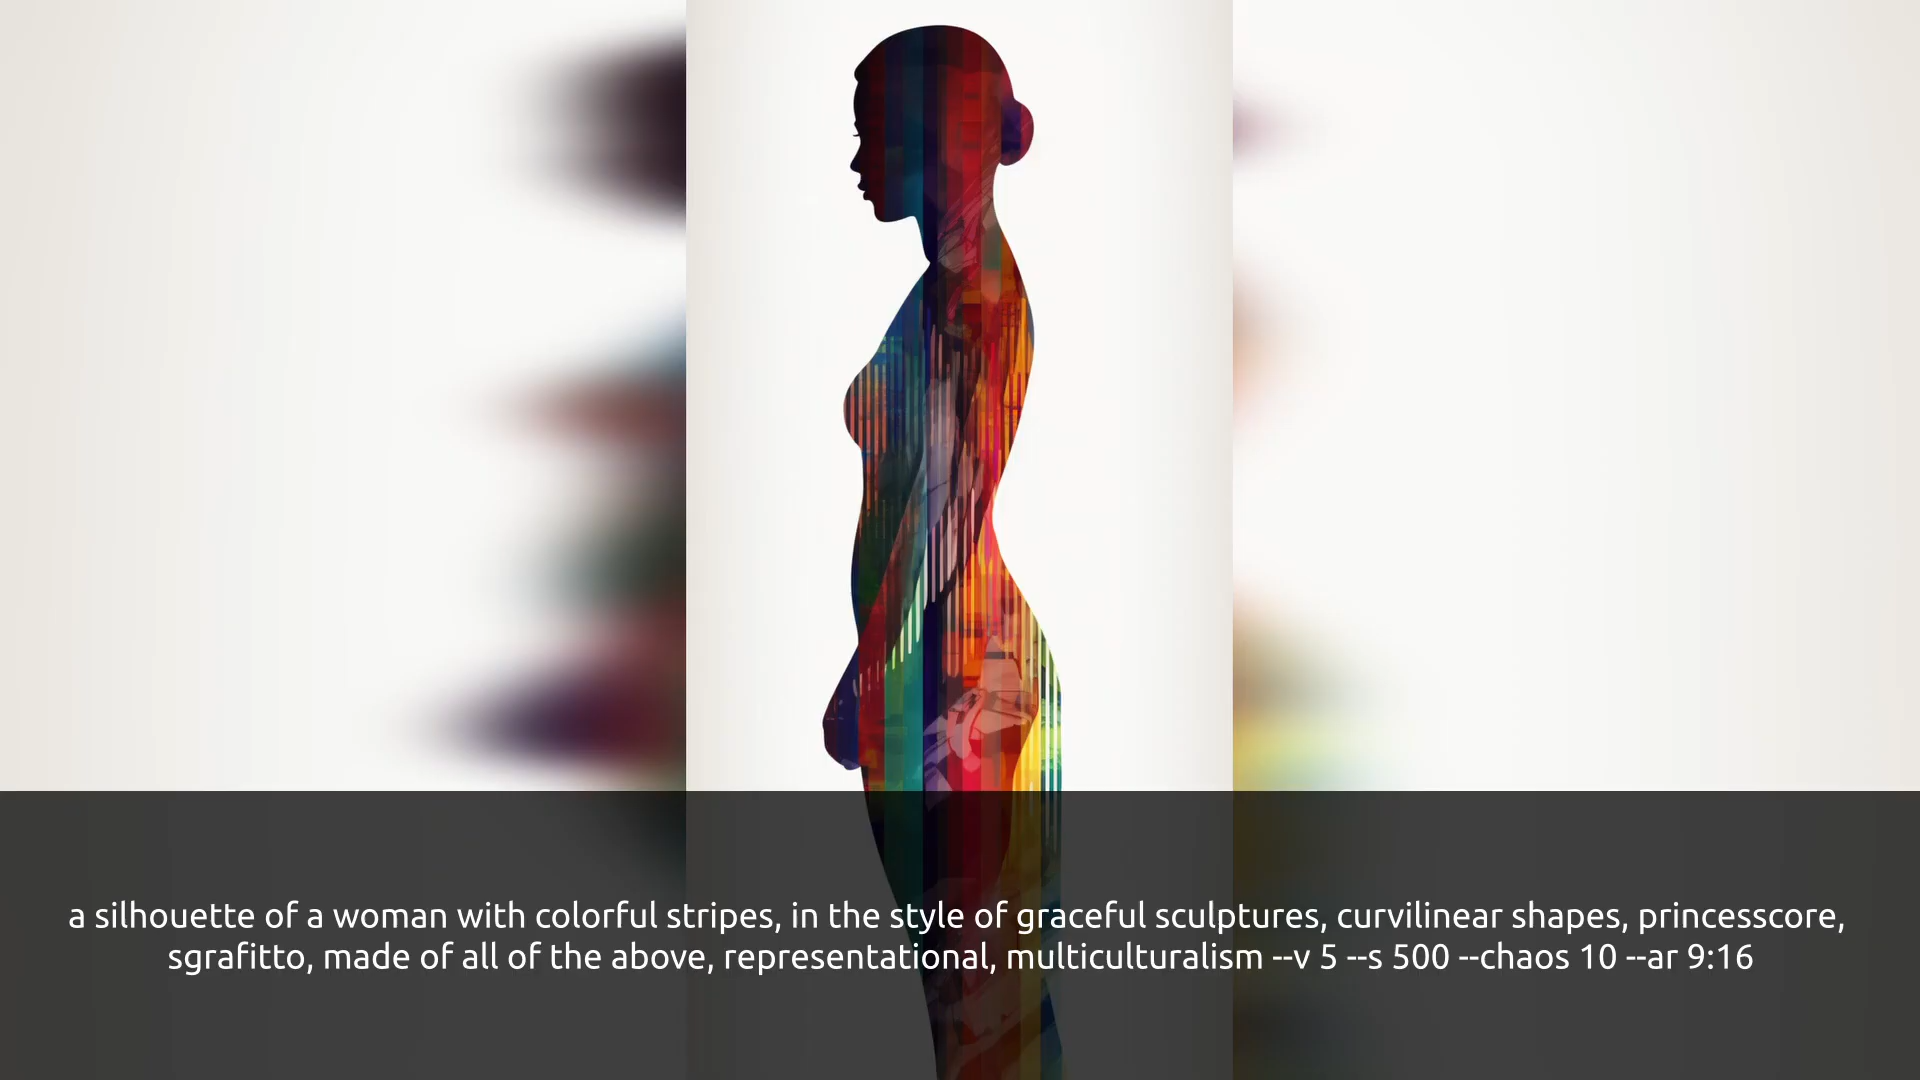 a silhouette of a woman with colorful stripes, in the style of graceful sculptures, curvilinear shapes, princesscore,
sgrafitto, made of all of the above, representational, multiculturalism --v 5 --s 500 --chaos 10 --ar 9:16